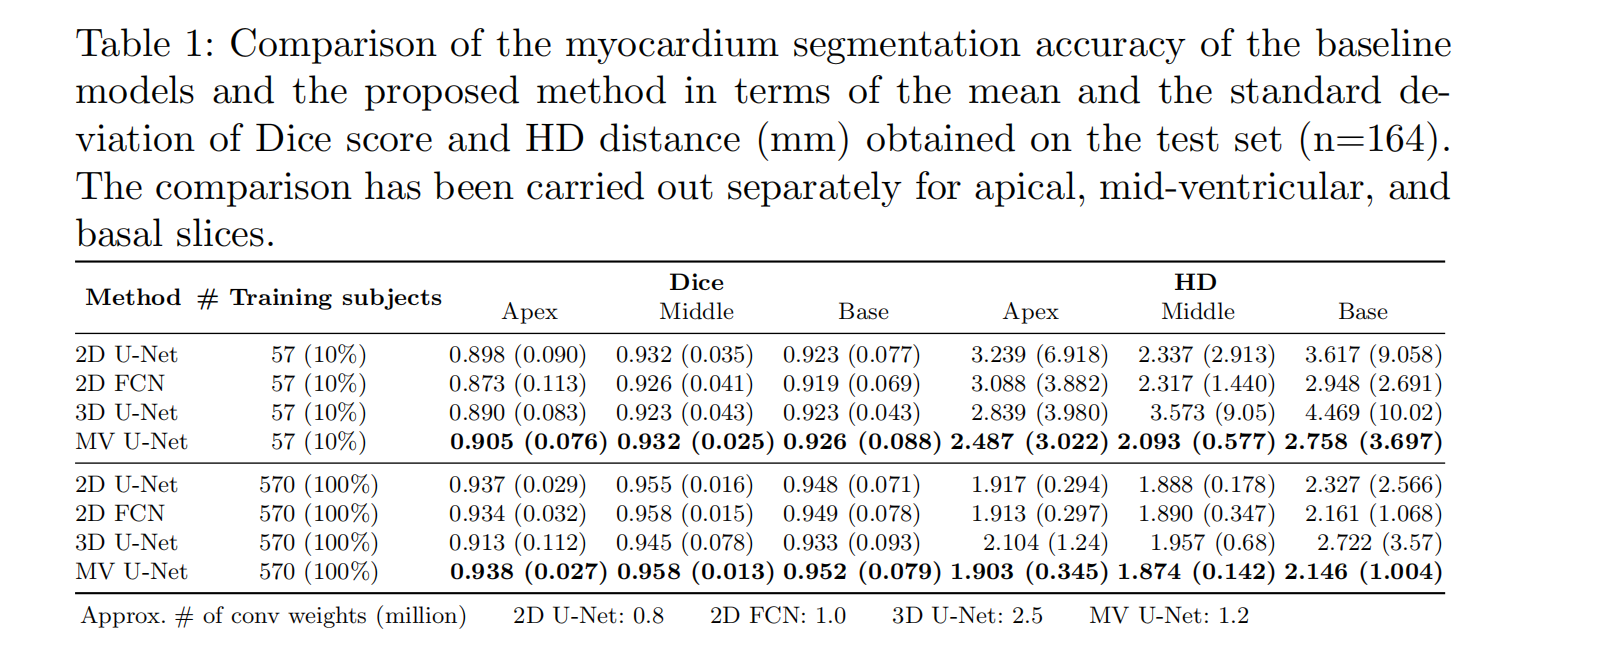 Table 1: Comparison of the myocardium segmentation accuracy of the baseline
models and the proposed method in terms of the mean and the standard de-
viation of Dice score and HD distance (mm) obtained on the test set (n=164).
The comparison has been carried out separately for apical, mid-ventricular, and
basal slices.
Method # Training subjects Dice HD
Apex Middle Base Apex Middle Base
2D U-Net 57 (10%) 0.898 (0.090) 0.932 (0.035) 0.923 (0.077) 3.239 (6.918) 2.337 (2.913) 3.617 (9.058)
2D FCN 57 (10%) 0.873 (0.113) 0.926 (0.041) 0.919 (0.069) 3.088 (3.882) 2.317 (1.440) 2.948 (2.691)
3D U-Net 57 (10%) 0.890 (0.083) 0.923 (0.043) 0.923 (0.043) 2.839 (3.980) 3.573 (9.05) 4.469 (10.02)
MV U-Net 57 (10%) 0.905 (0.076) 0.932 (0.025) 0.926 (0.088) 2.487 (3.022) 2.093 (0.577) 2.758 (3.697)
2D U-Net 570 (100%) 0.937 (0.029) 0.955 (0.016) 0.948 (0.071) 1.917 (0.294) 1.888 (0.178) 2.327 (2.566)
2D FCN 570 (100%) 0.934 (0.032) 0.958 (0.015) 0.949 (0.078) 1.913 (0.297) 1.890 (0.347) 2.161 (1.068)
3D U-Net 570 (100%) 0.913 (0.112) 0.945 (0.078) 0.933 (0.093) 2.104 (1.24) 1.957 (0.68) 2.722 (3.57)
MV U-Net 570 (100%) 0.938 (0.027) 0.958 (0.013) 0.952 (0.079) 1.903 (0.345) 1.874 (0.142) 2.146 (1.004)
Approx. # of conv weights (million) 2D U-Net: 0.8 2D FCN: 1.0 3D U-Net: 2.5 MV U-Net: 1.2